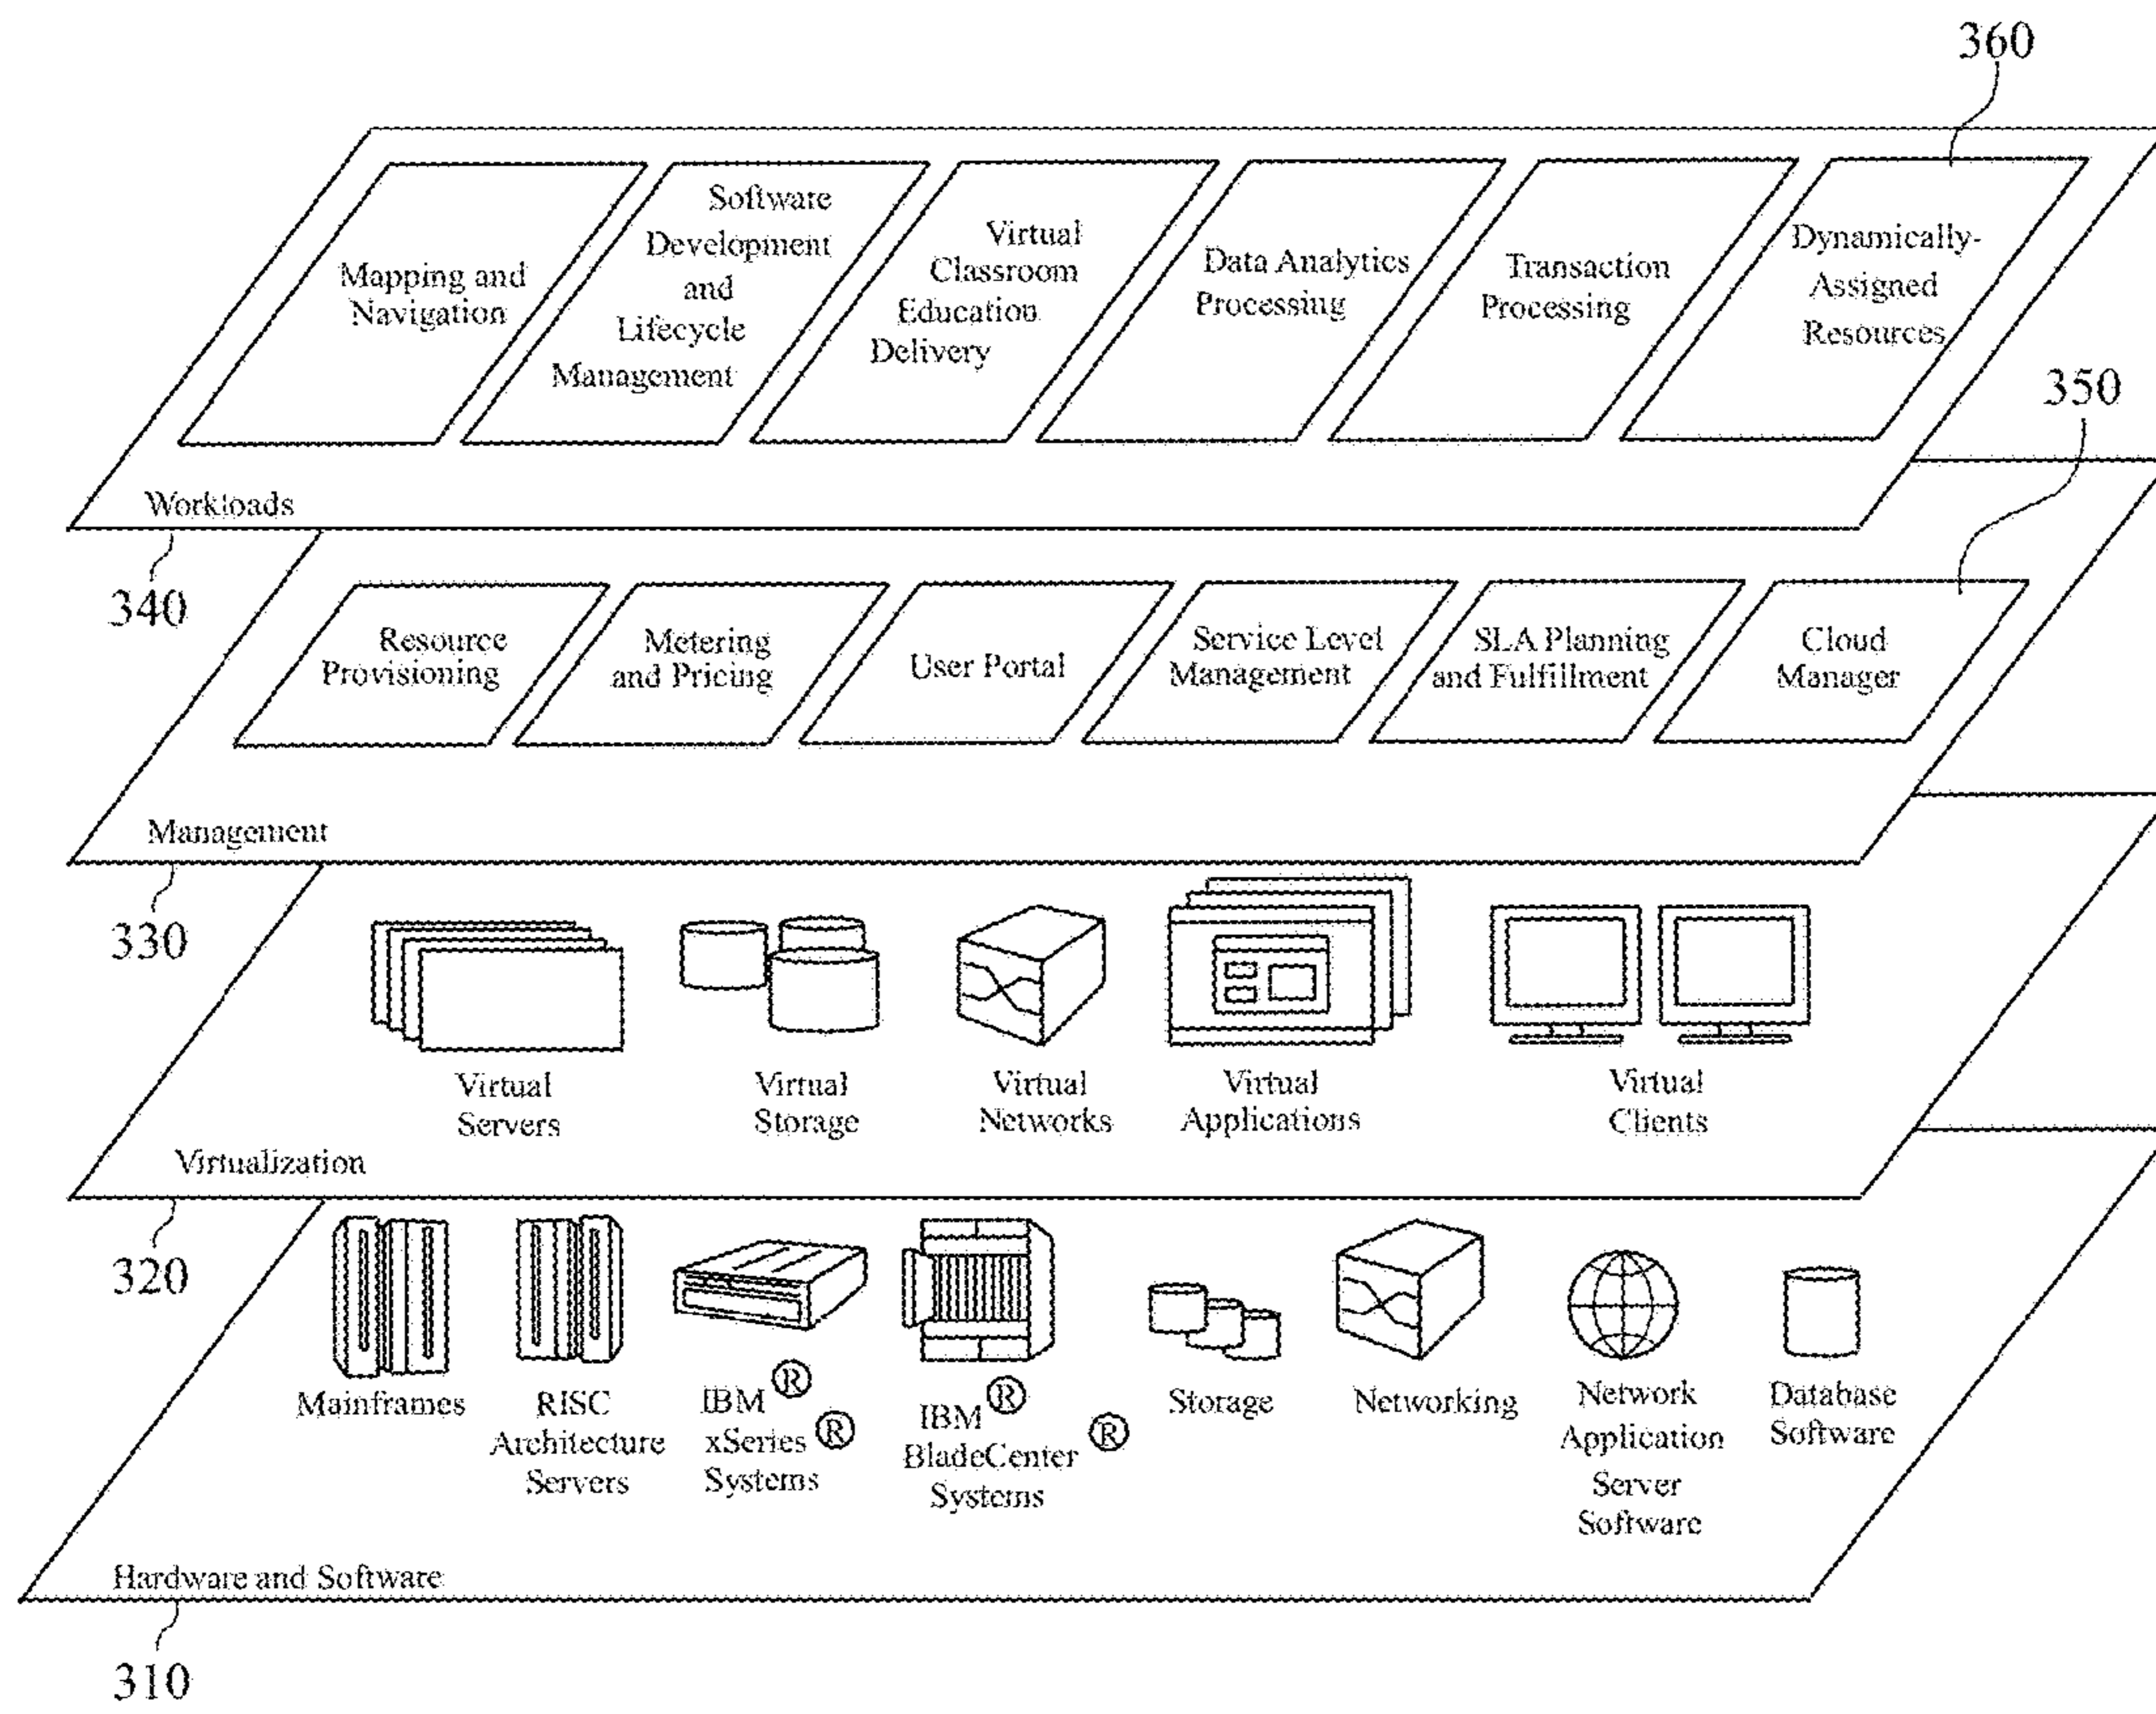 360
Mapping and
Navigation
Software
Development
and
Lifecycle
Management
Virtual
Classroom
Education
Delivery
Data Analytics
Processing
Transaction
Processing
Dynamically-
Assigned
Resources
350
Workloads
340
Resource
Provisioning
Metering
and Pricing
User Portal
Service Level
Management
SLA Planning
and Fulfillment
Cloud
Manager
Management
330
Virtual
Servers
Virtual
Storage
Virtual
Networks
Virtual
Applications
Virtual
Clients
Virtualization
320
Mainframes
RISC
Architecture
Servers
IBM ®
xSeries ®
Systems
IBM ®
BladeCenter ®
Systems
Storage
Networking
Network
Application
Server
Software
Database
Software
Hardware and Software
310